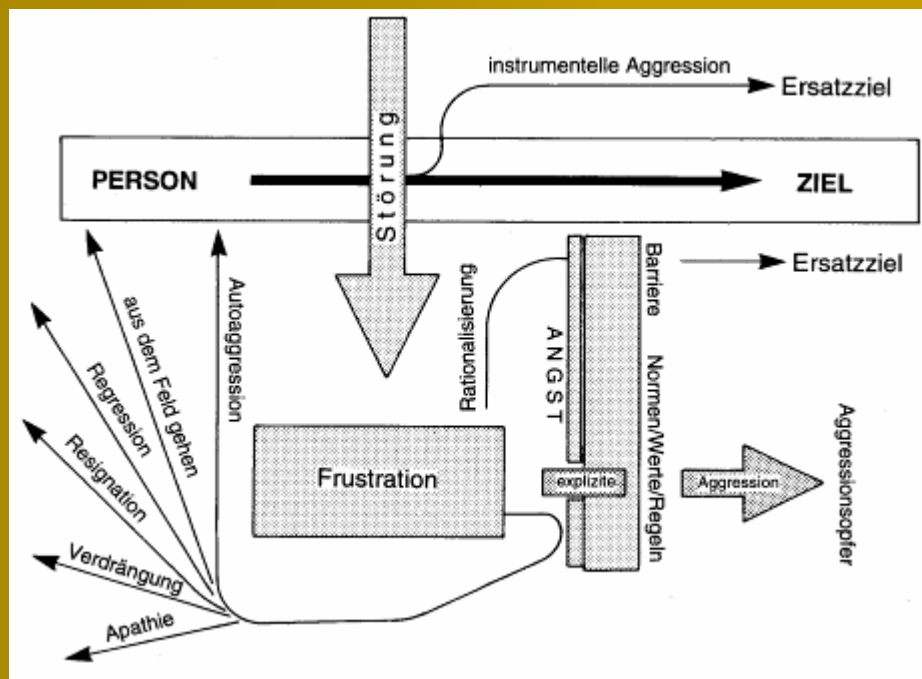 instrumentelle Aggression
Ersatzziel
PERSON
Störung
ZIEL
Ersatzziel
Barriere
Rationalisierung
ANGST
Autoaggression
aus dem Feld gehen
Regression
Resignation
Verdrängung
Apathie
Frustration
explizite
Normen/Werte/Regeln
Aggression
Aggressionsopfer